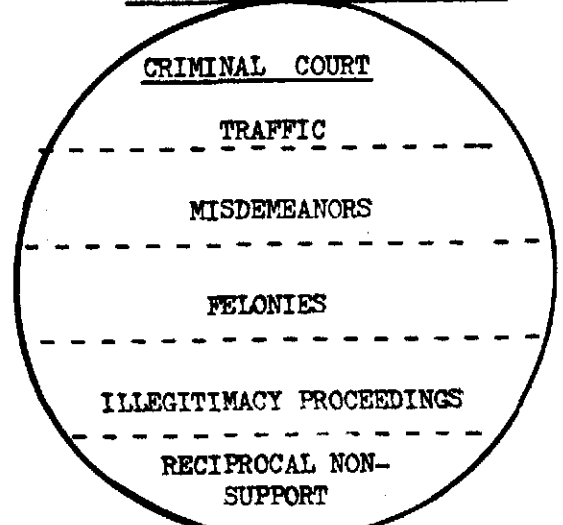 CRIMINAL COURT
TRAFFIC
MISDEMEANORS
FELONIES
ILLEGITIMACY PROCEEDINGS
RECIPROCAL NON-
SUPPORT